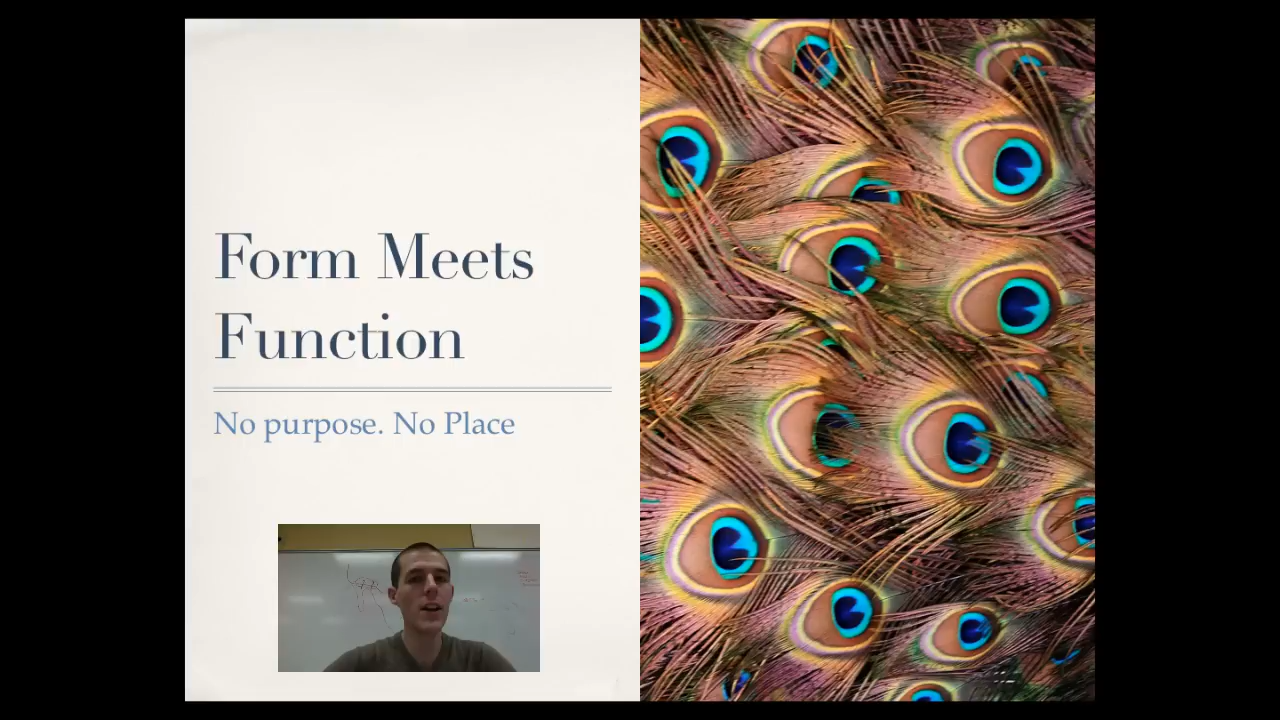 Form Meets
Function
No purpose. No Place